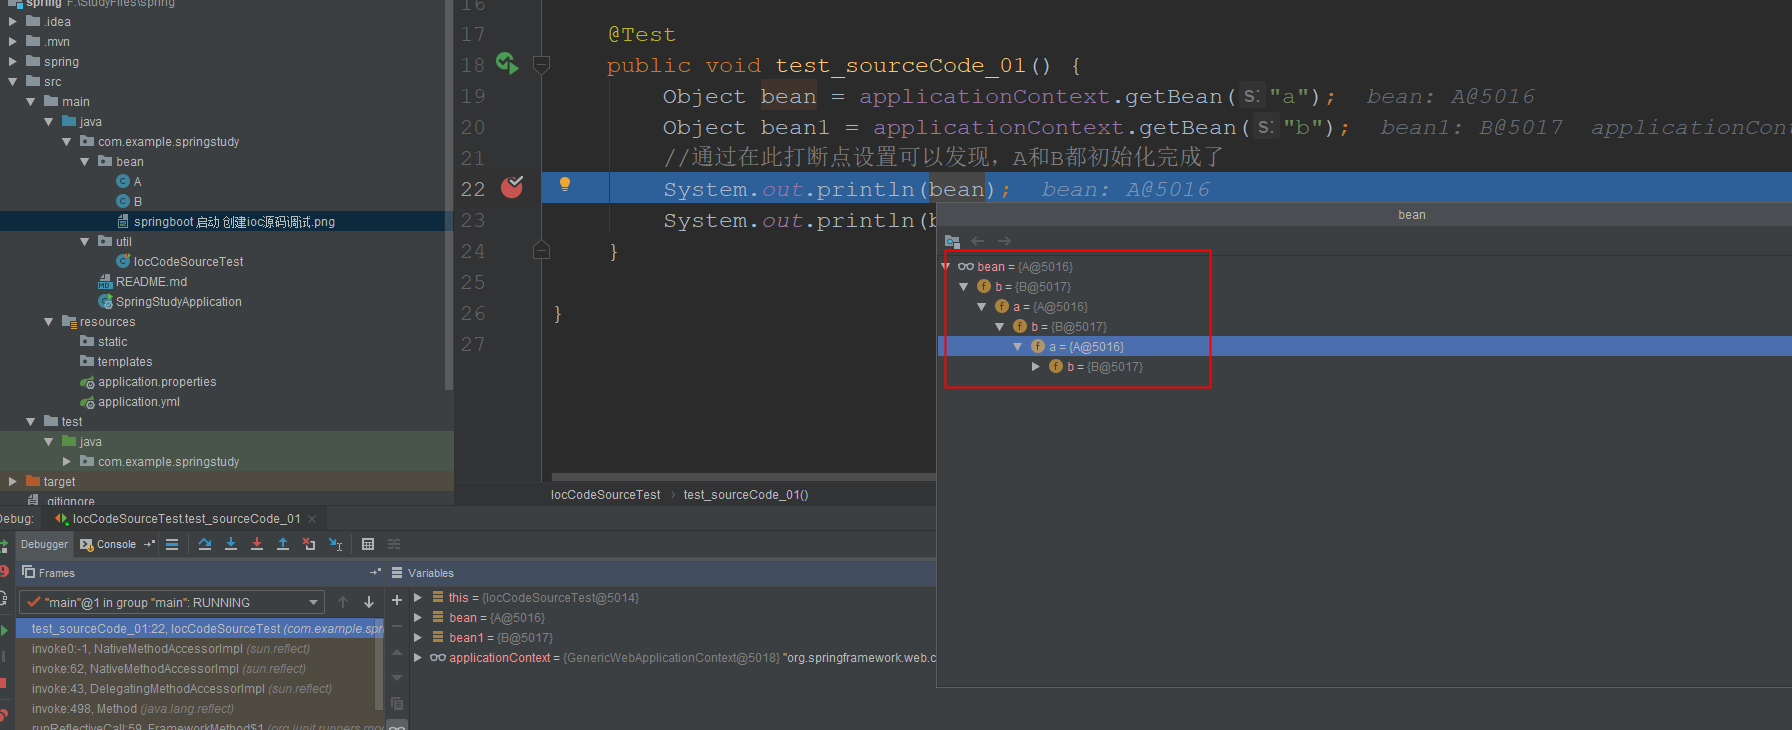 spring F:\StudyFiles\spring
.idea
.mvn
spring
src
main
java
com.example.springstudy
bean
A
B
springboot 启动 创建ioc源码调试.png
util
IocCodeSourceTest
README.md
SpringStudyApplication
resources
static
templates
application.properties
application.yml
test
java
com.example.springstudy
target
.gitignore
16
17 @Test
18 public void test_sourceCode_01() {
19 Object bean = applicationContext.getBean( s: "a"); bean: A@5016
20 Object bean1 = applicationContext.getBean( s: "b"); bean1: B@5017 applicationCont
21 //通过在此打断点设置可以发现，A和B都初始化完成了
22 System.out.println(bean); bean: A@5016
23 System.out.println(b
24 }
25
26 }
27
bean
bean = {A@5016}
b = {B@5017}
a = {A@5016}
b = {B@5017}
a = {A@5016}
b = {B@5017}
IocCodeSourceTest › test_sourceCode_01()
Debug: IocCodeSourceTest.test_sourceCode_01
Debugger Console
Frames
"main"@1 in group "main": RUNNING
test_sourceCode_01:22, IocCodeSourceTest (com.example.spr
invoke0:-1, NativeMethodAccessorImpl (sun.reflect)
invoke:62, NativeMethodAccessorImpl (sun.reflect)
invoke:43, DelegatingMethodAccessorImpl (sun.reflect)
invoke:498, Method (java.lang.reflect)
runReflectiveCall:59, FrameworkMethod$1 (org.junit.runners.mod
Variables
this = {IocCodeSourceTest@5014}
bean = {A@5016}
bean1 = {B@5017}
applicationContext = {GenericWebApplicationContext@5018} "org.springframework.web.c